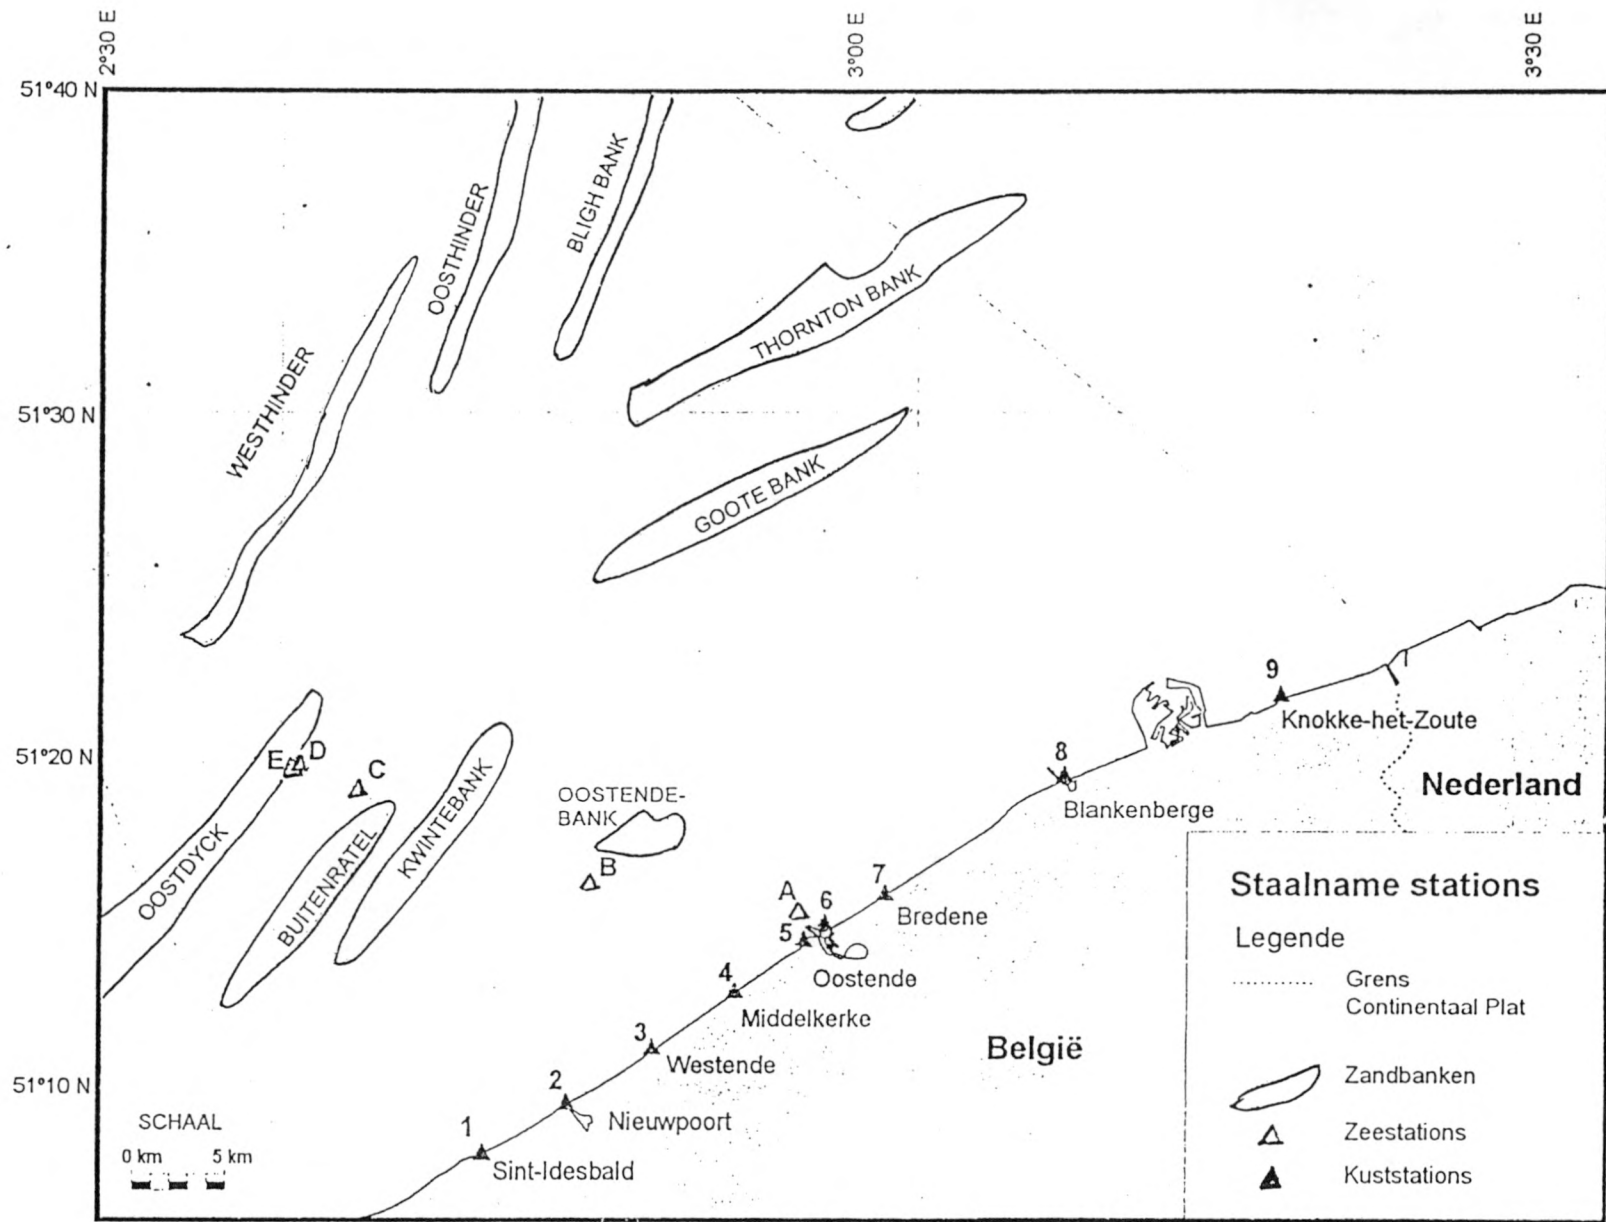 2°30 E
3°00 E
3°30 E
51°40 N
51°30 N
51°20 N
51°10 N
OOSTHINDER
BLIGH BANK
THORNTON BANK
WESTHINDER
GOOTE BANK
OOSTDYCK
BUITENRATEL
KWINTEBANK
OOSTENDE-
BANK
E
D
C
B
A
9
Knokke-het-Zoute
8
Blankenberge
7
Bredene
6
5
Oostende
4
Middelkerke
3
Westende
2
Nieuwpoort
1
Sint-Idesbald
Nederland
België
SCHAAL
0 km
5 km
Staalname stations
Legende
Grens
Continentaal Plat
Zandbanken
Zeestations
Kuststations